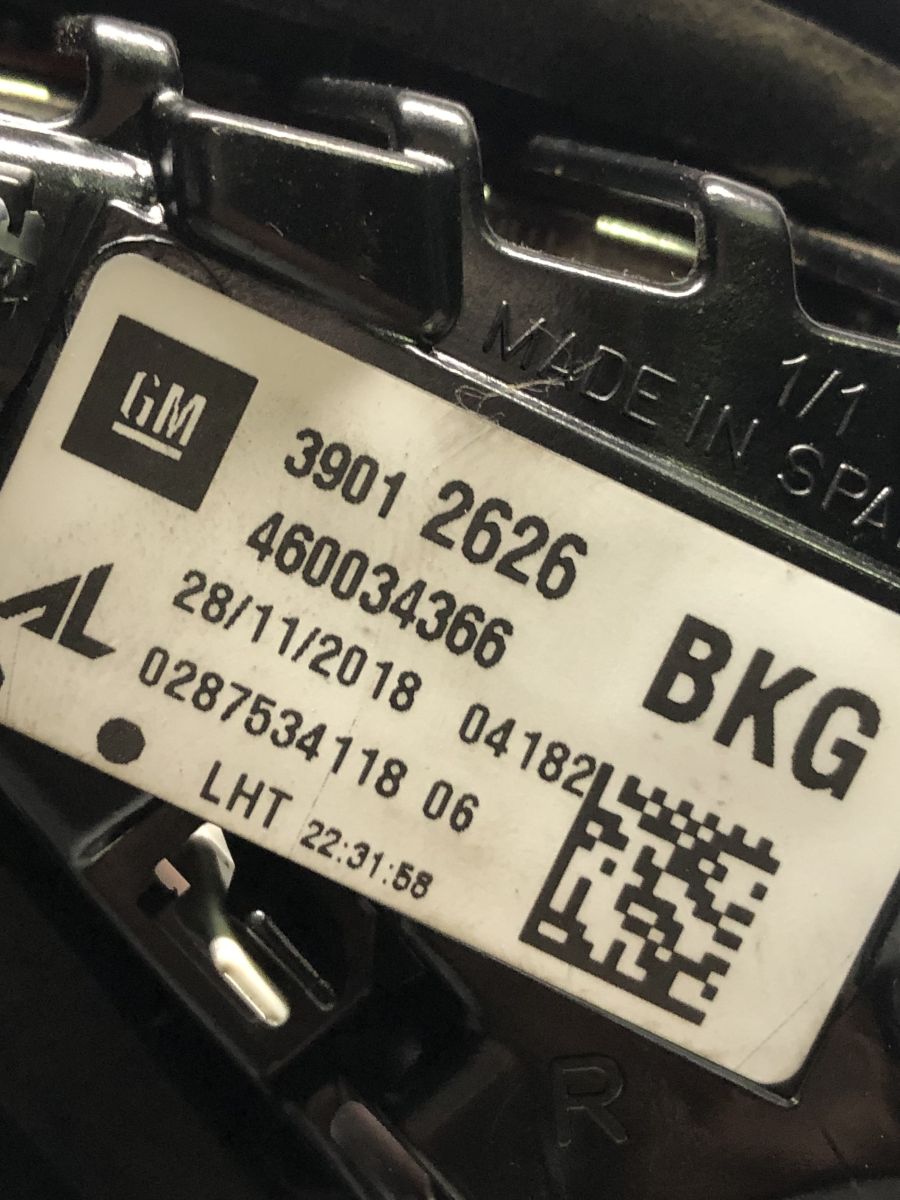 MADE IN SPA
1/1
GM
3901 2626
460034366
BKG
AL
28/11/2018 04182
0287534118 06
LHT 22:31:58
R